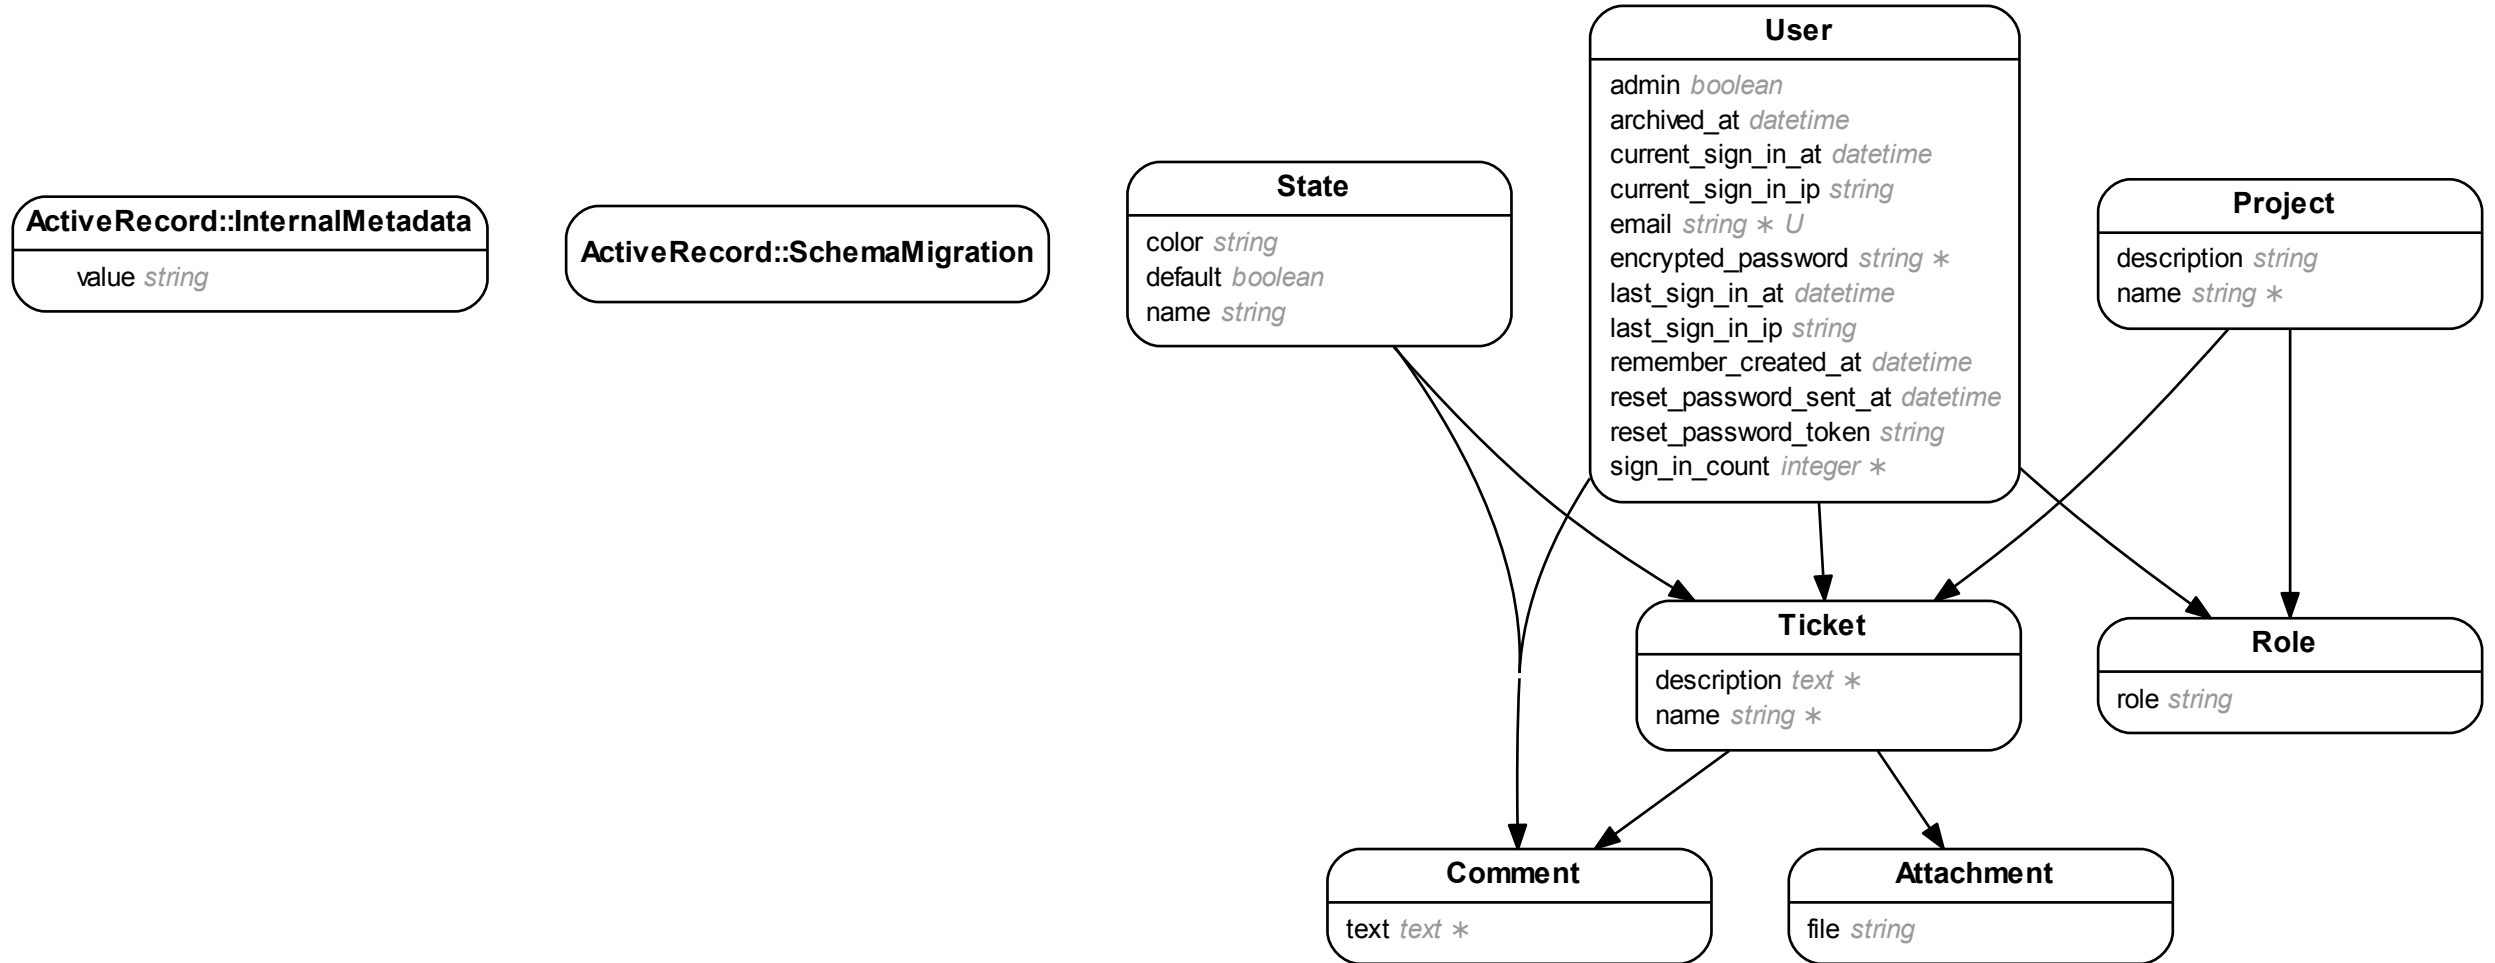 ActiveRecord::InternalMetadata
value string
ActiveRecord::SchemaMigration
State
color string
default boolean
name string
User
admin boolean
archived_at datetime
current_sign_in_at datetime
current_sign_in_ip string
email string ∗ U
encrypted_password string ∗
last_sign_in_at datetime
last_sign_in_ip string
remember_created_at datetime
reset_password_sent_at datetime
reset_password_token string
sign_in_count integer ∗
Project
description string
name string ∗
Ticket
description text ∗
name string ∗
Role
role string
Comment
text text ∗
Attachment
file string